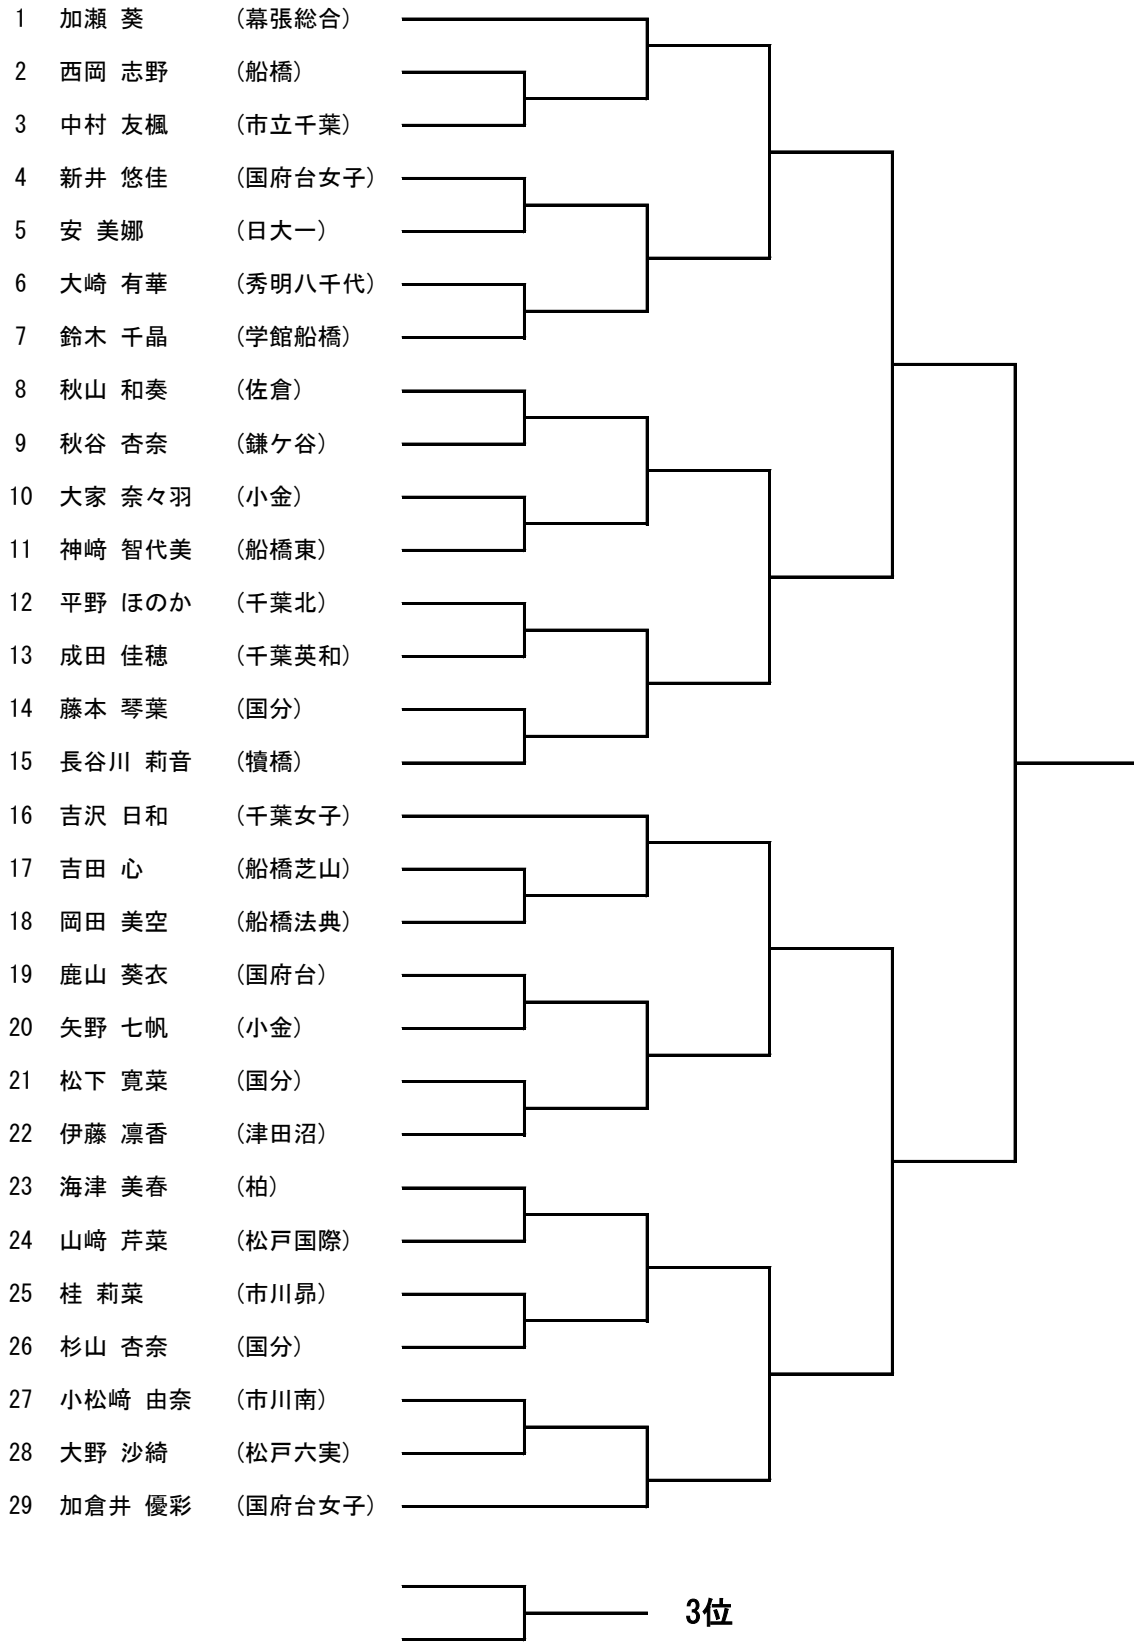 1 加瀬 葵 (幕張総合)
2 西岡 志野 (船橋)
3 中村 友楓 (市立千葉)
4 新井 悠佳 (国府台女子)
5 安 美娜 (日大一)
6 大崎 有華 (秀明八千代)
7 鈴木 千晶 (学館船橋)
8 秋山 和奏 (佐倉)
9 秋谷 杏奈 (鎌ケ谷)
10 大家 奈々羽 (小金)
11 神﨑 智代美 (船橋東)
12 平野 ほのか (千葉北)
13 成田 佳穂 (千葉英和)
14 藤本 琴葉 (国分)
15 長谷川 莉音 (犢橋)
16 吉沢 日和 (千葉女子)
17 吉田 心 (船橋芝山)
18 岡田 美空 (船橋法典)
19 鹿山 葵衣 (国府台)
20 矢野 七帆 (小金)
21 松下 寛菜 (国分)
22 伊藤 凛香 (津田沼)
23 海津 美春 (柏)
24 山﨑 芹菜 (松戸国際)
25 桂 莉菜 (市川昴)
26 杉山 杏奈 (国分)
27 小松﨑 由奈 (市川南)
28 大野 沙綺 (松戸六実)
29 加倉井 優彩 (国府台女子)
3位